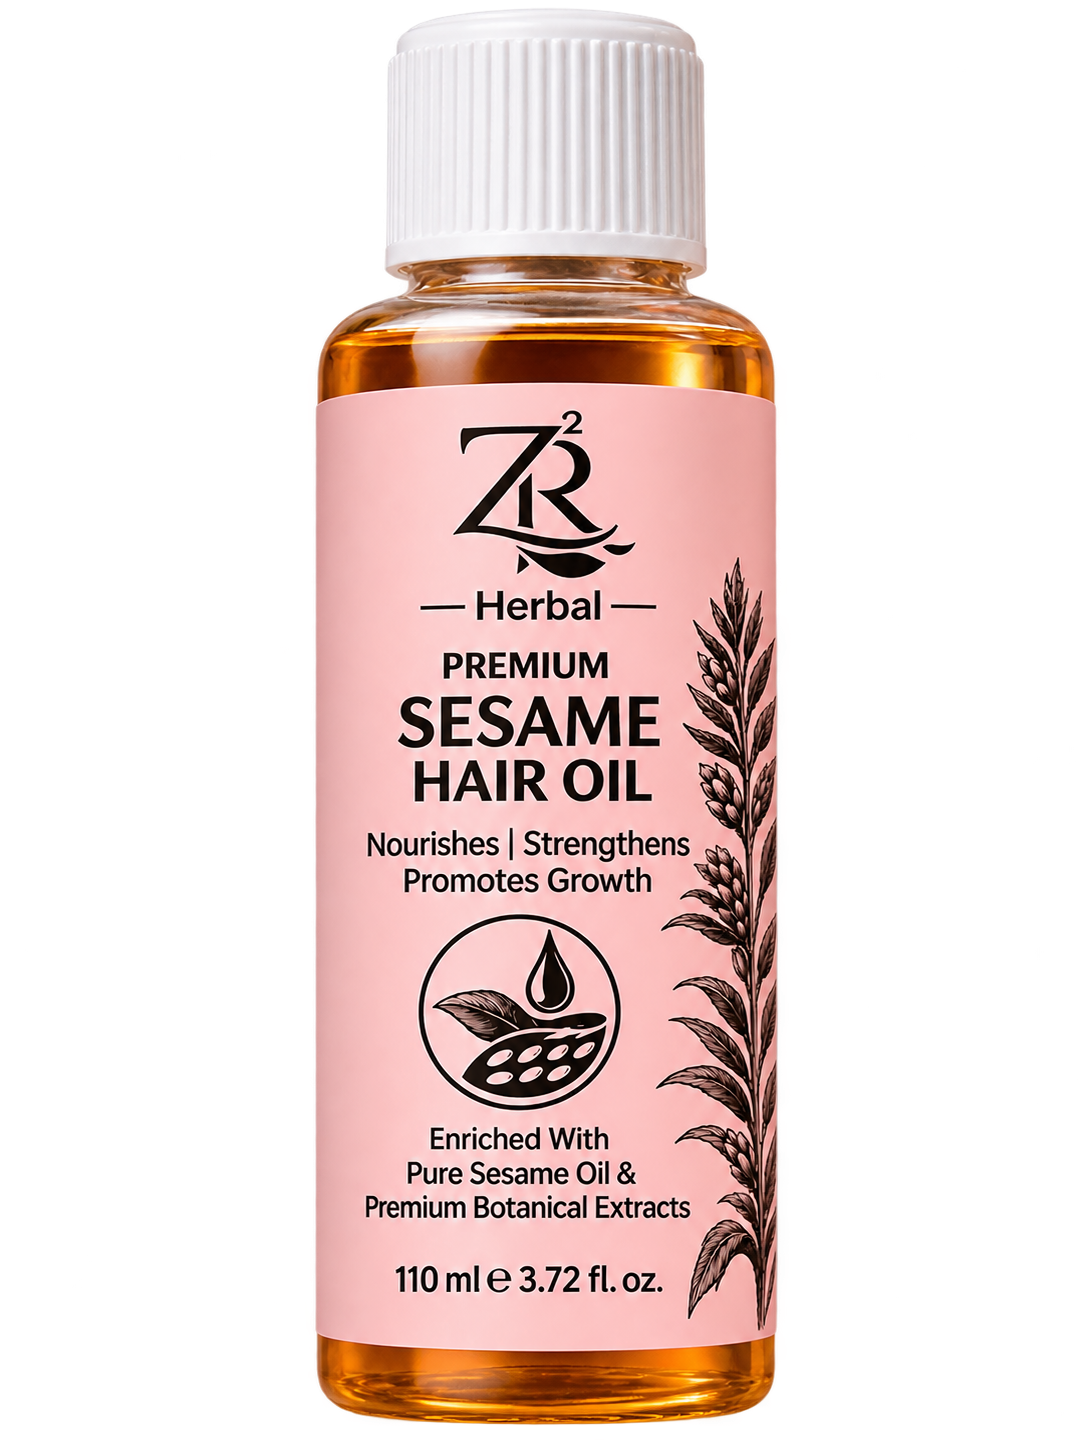 ZR²
— Herbal —
PREMIUM
SESAME
HAIR OIL
Nourishes | Strengthens
Promotes Growth
Enriched With
Pure Sesame Oil &
Premium Botanical Extracts
110 ml ℮ 3.72 fl. oz.